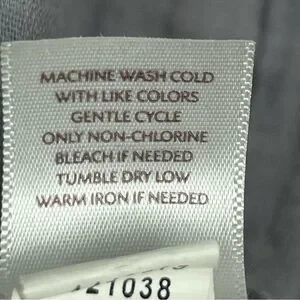 MACHINE WASH COLD
WITH LIKE COLORS
GENTLE CYCLE
ONLY NON-CHLORINE
BLEACH IF NEEDED
TUMBLE DRY LOW
WARM IRON IF NEEDED
21038